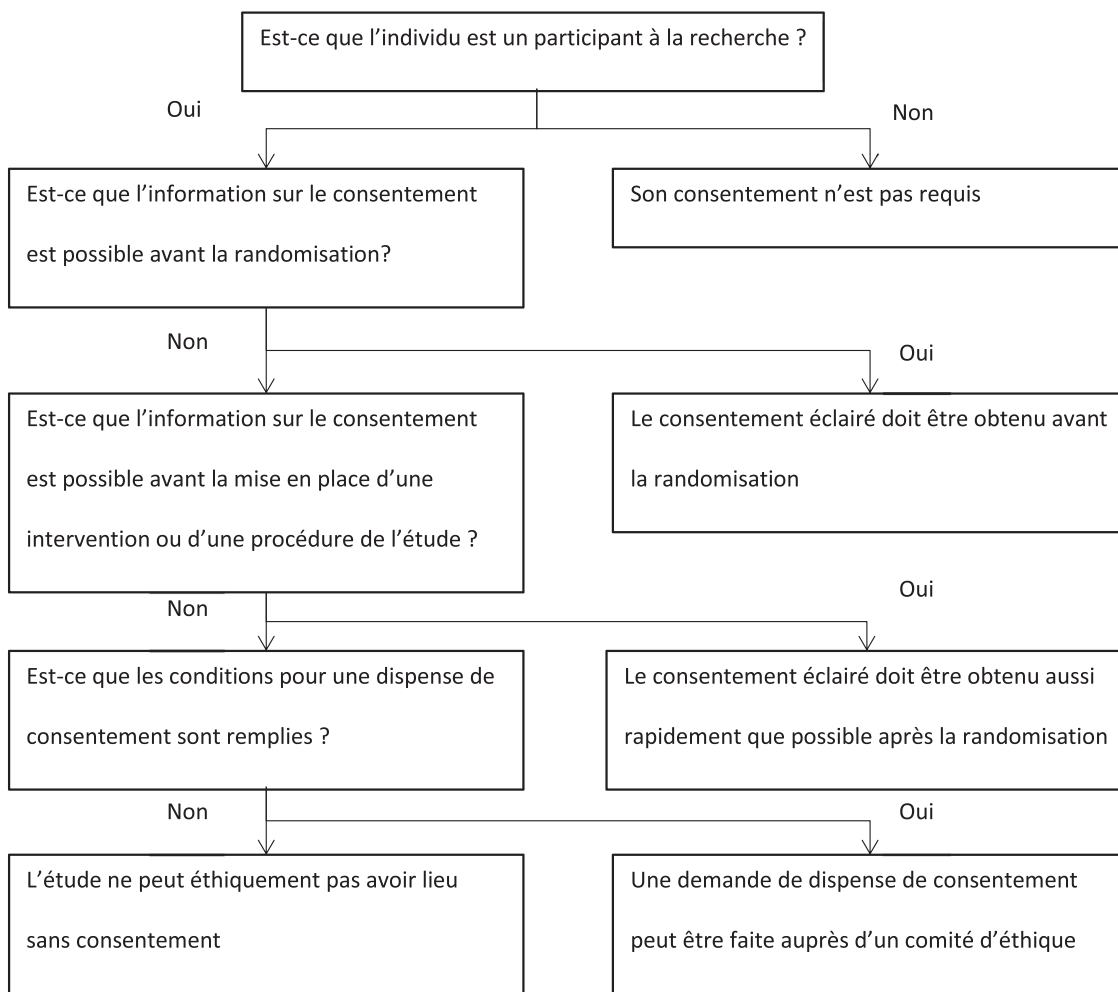 Est-ce que l'individu est un participant à la recherche ?
Oui
Non
Est-ce que l'information sur le consentement
est possible avant la randomisation?
Son consentement n'est pas requis
Non
Oui
Est-ce que l'information sur le consentement
est possible avant la mise en place d'une
intervention ou d'une procédure de l'étude ?
Le consentement éclairé doit être obtenu avant
la randomisation
Non
Oui
Est-ce que les conditions pour une dispense de
consentement sont remplies ?
Le consentement éclairé doit être obtenu aussi
rapidement que possible après la randomisation
Non
Oui
L'étude ne peut éthiquement pas avoir lieu
sans consentement
Une demande de dispense de consentement
peut être faite auprès d'un comité d'éthique